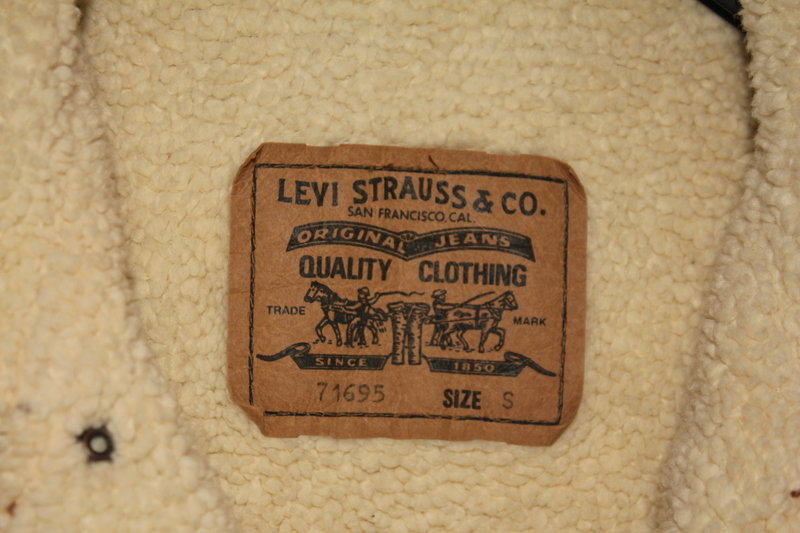 LEVI STRAUSS & CO.
SAN FRANCISCO, CAL.
ORIGINAL JEANS
QUALITY CLOTHING
TRADE MARK
SINCE 1850
71695 SIZE S